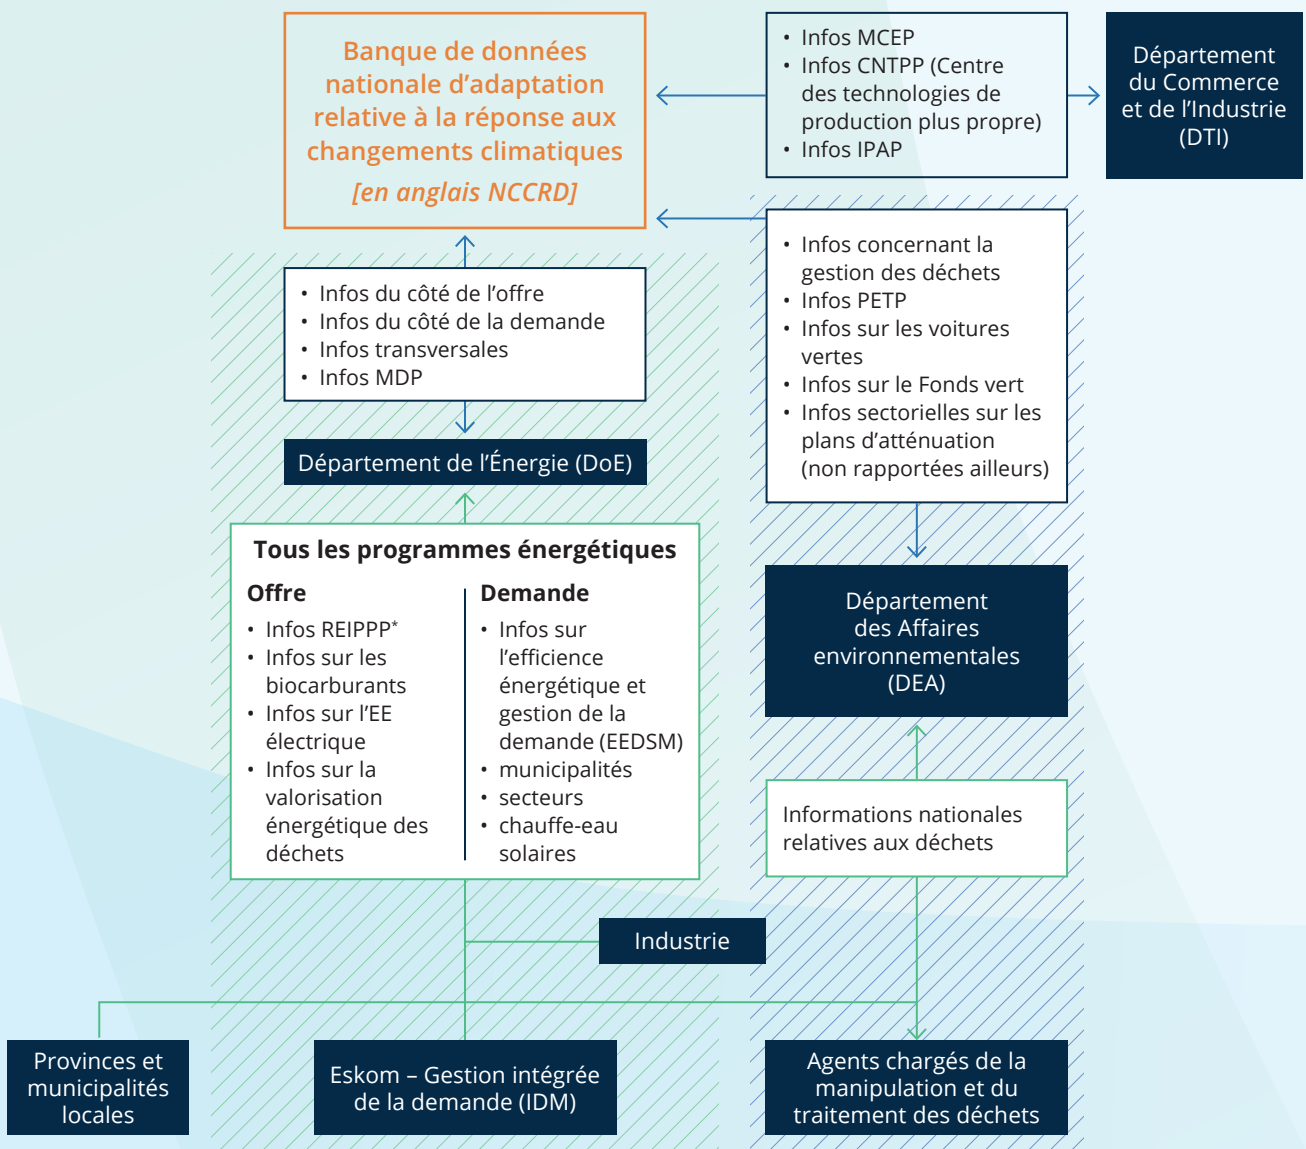 Banque de données
nationale d’adaptation
relative à la réponse aux
changements climatiques
[en anglais NCCRD]
• Infos MCEP
• Infos CNTPP (Centre
des technologies de
production plus propre)
• Infos IPAP
Département
du Commerce
et de l’Industrie
(DTI)
• Infos du côté de l’offre
• Infos du côté de la demande
• Infos transversales
• Infos MDP
• Infos concernant la
gestion des déchets
• Infos PETP
• Infos sur les voitures
vertes
• Infos sur le Fonds vert
• Infos sectorielles sur les
plans d’atténuation
(non rapportées ailleurs)
Département de l’Énergie (DoE)
Tous les programmes énergétiques
Offre
• Infos REIPPP*
• Infos sur les
biocarburants
• Infos sur l’EE
électrique
• Infos sur la
valorisation
énergétique des
déchets
Demande
• Infos sur
l’efficience
énergétique et
gestion de la
demande (EEDSM)
• municipalités
• secteurs
• chauffe-eau
solaires
Département
des Affaires
environnementales
(DEA)
Informations nationales
relatives aux déchets
Industrie
Provinces et
municipalités
locales
Eskom – Gestion intégrée
de la demande (IDM)
Agents chargés de la
manipulation et du
traitement des déchets